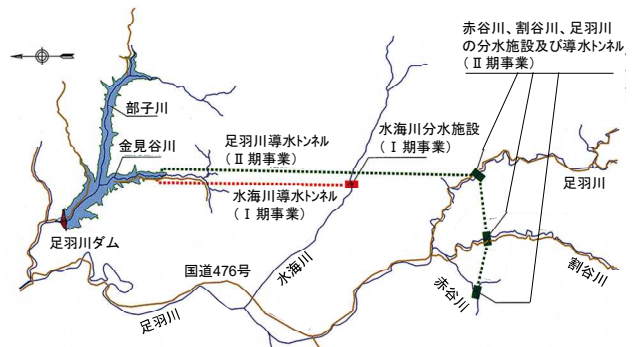 赤谷川、割谷川、足羽川
の分水施設及び導水トンネル
(Ⅱ期事業)
部子川
金見谷川
足羽川導水トンネル
(Ⅱ期事業)
水海川分水施設
(Ⅰ期事業)
足羽川
水海川導水トンネル
(Ⅰ期事業)
足羽川ダム
国道476号
水海川
足羽川
赤谷川
割谷川